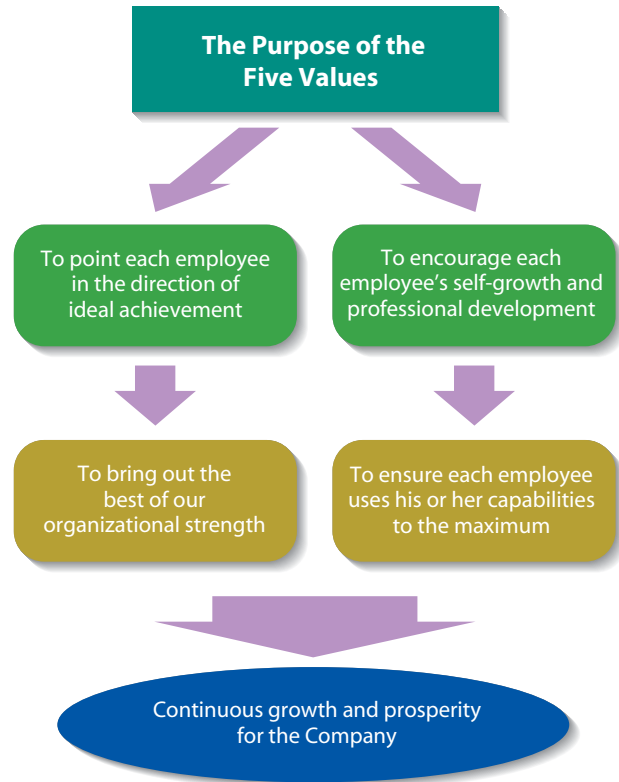 The Purpose of the
Five Values
To point each employee
in the direction of
ideal achievement
To encourage each
employee’s self-growth and
professional development
To bring out the
best of our
organizational strength
To ensure each employee
uses his or her capabilities
to the maximum
Continuous growth and prosperity
for the Company